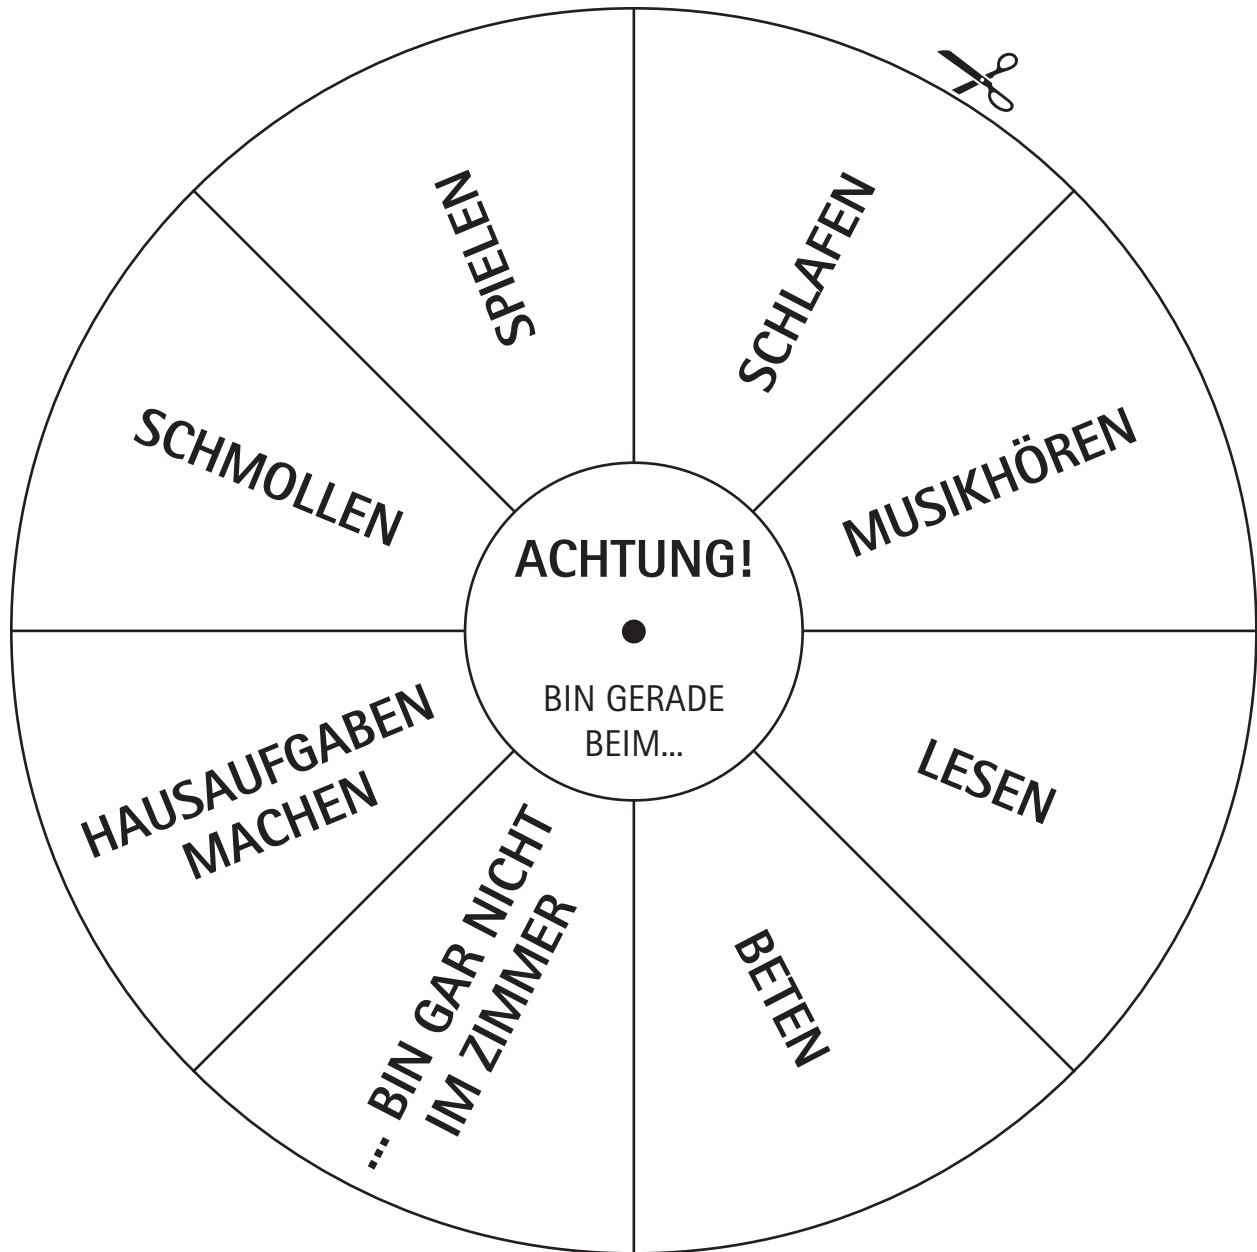 ACHTUNG!
BIN GERADE
BEIM...
SCHLAFEN
MUSIKHÖREN
LESEN
BETEN
... BIN GAR NICHT
IM ZIMMER
HAUSAUFGABEN
MACHEN
SCHMOLLEN
SPIELEN